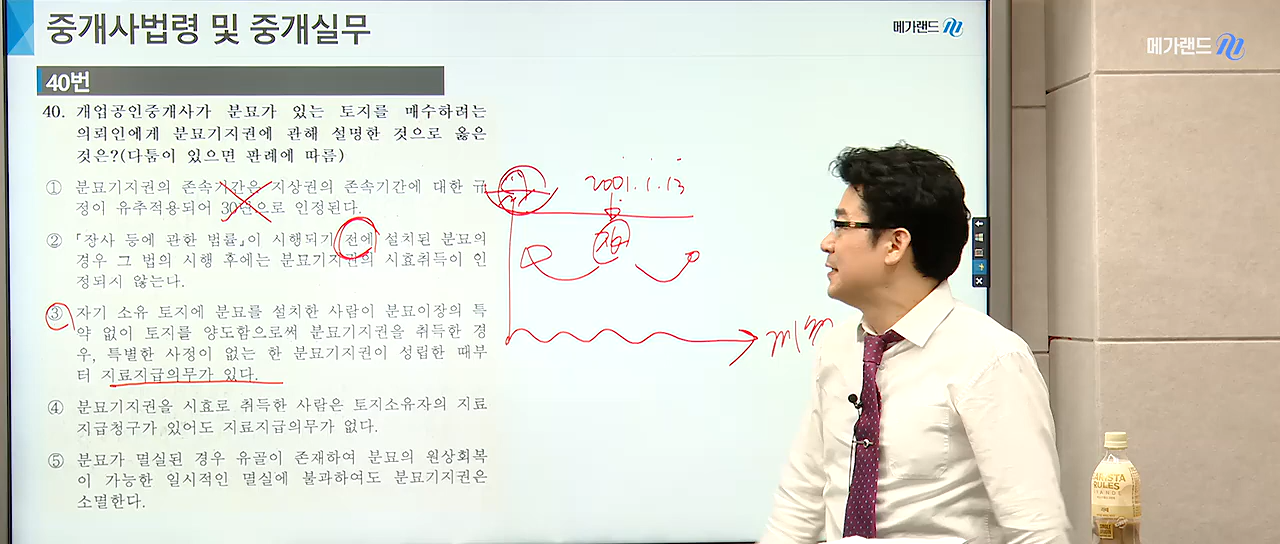 중개사법령 및 중개실무
메가랜드
메가랜드
40번
40. 개업공인중개사가 분묘가 있는 토지를 매수하려는
의뢰인에게 분묘기지권에 관해 설명한 것으로 옳은
것은?(다툼이 있으면 판례에 따름)
① 분묘기지권의 존속기간은 지상권의 존속기간에 대한 규
정이 유추적용되어 30년으로 인정된다.
② 「장사 등에 관한 법률」이 시행되기 전에 설치된 분묘의
경우 그 법의 시행 후에는 분묘기지권의 시효취득이 인
정되지 않는다.
③ 자기 소유 토지에 분묘를 설치한 사람이 분묘이장의 특
약 없이 토지를 양도함으로써 분묘기지권을 취득한 경
우, 특별한 사정이 없는 한 분묘기지권이 성립한 때부
터 지료지급의무가 있다.
④ 분묘기지권을 시효로 취득한 사람은 토지소유자의 지료
지급청구가 있어도 지료지급의무가 없다.
⑤ 분묘가 멸실된 경우 유골이 존재하여 분묘의 원상회복
이 가능한 일시적인 멸실에 불과하여도 분묘기지권은
소멸한다.
2001.1.13
BARISTA
RULES